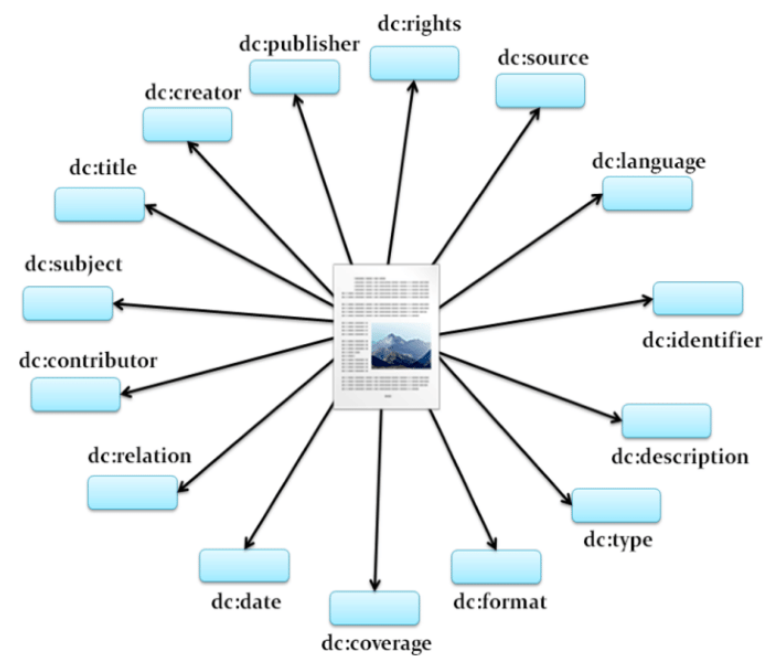 dc:rights
dc:publisher
dc:source
dc:creator
dc:language
dc:title
dc:subject
dc:identifier
dc:contributor
dc:relation
dc:description
dc:type
dc:date
dc:format
dc:coverage